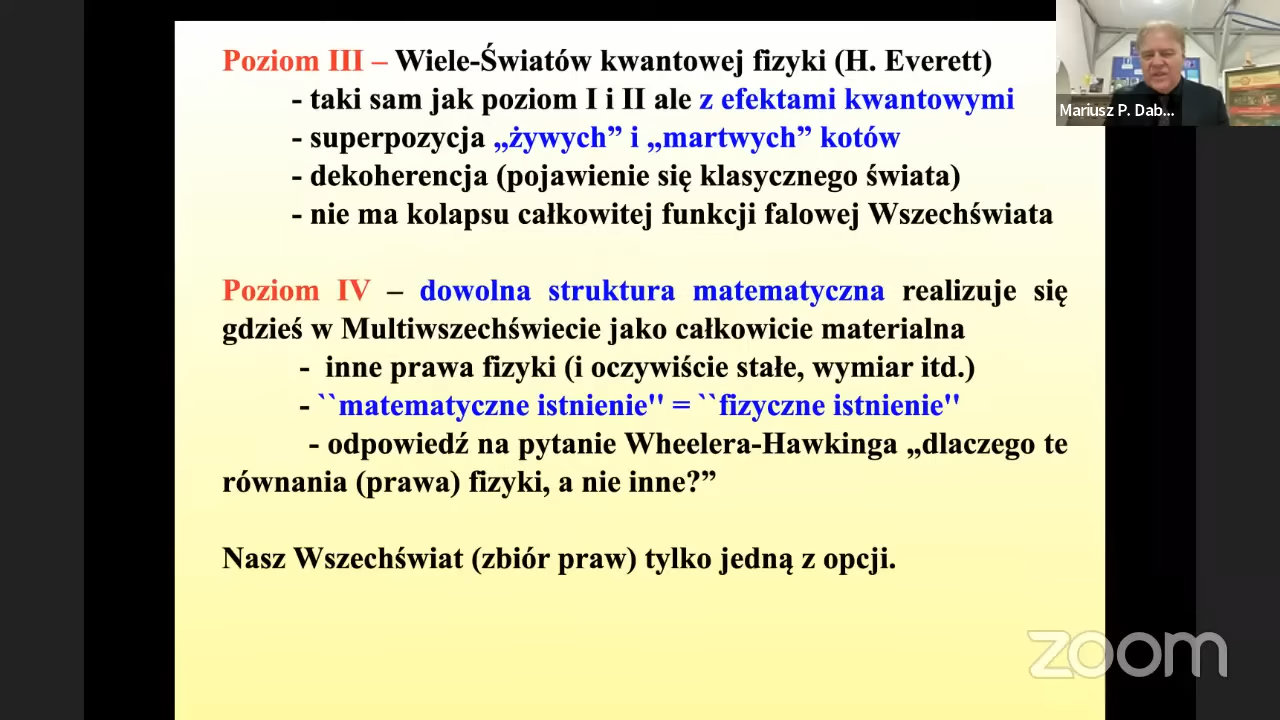 Poziom III – Wiele-Światów kwantowej fizyki (H. Everett)
- taki sam jak poziom I i II ale z efektami kwantowymi
- superpozycja „żywych” i „martwych” kotów
- dekoherencja (pojawienie się klasycznego świata)
- nie ma kolapsu całkowitej funkcji falowej Wszechświata
Poziom IV – dowolna struktura matematyczna realizuje się
gdzieś w Multiwszechświecie jako całkowicie materialna
- inne prawa fizyki (i oczywiście stałe, wymiar itd.)
- ``matematyczne istnienie'' = ``fizyczne istnienie''
- odpowiedź na pytanie Wheelera-Hawkinga „dlaczego te
równania (prawa) fizyki, a nie inne?”
Nasz Wszechświat (zbiór praw) tylko jedną z opcji.
Mariusz P. Dab...
zoom